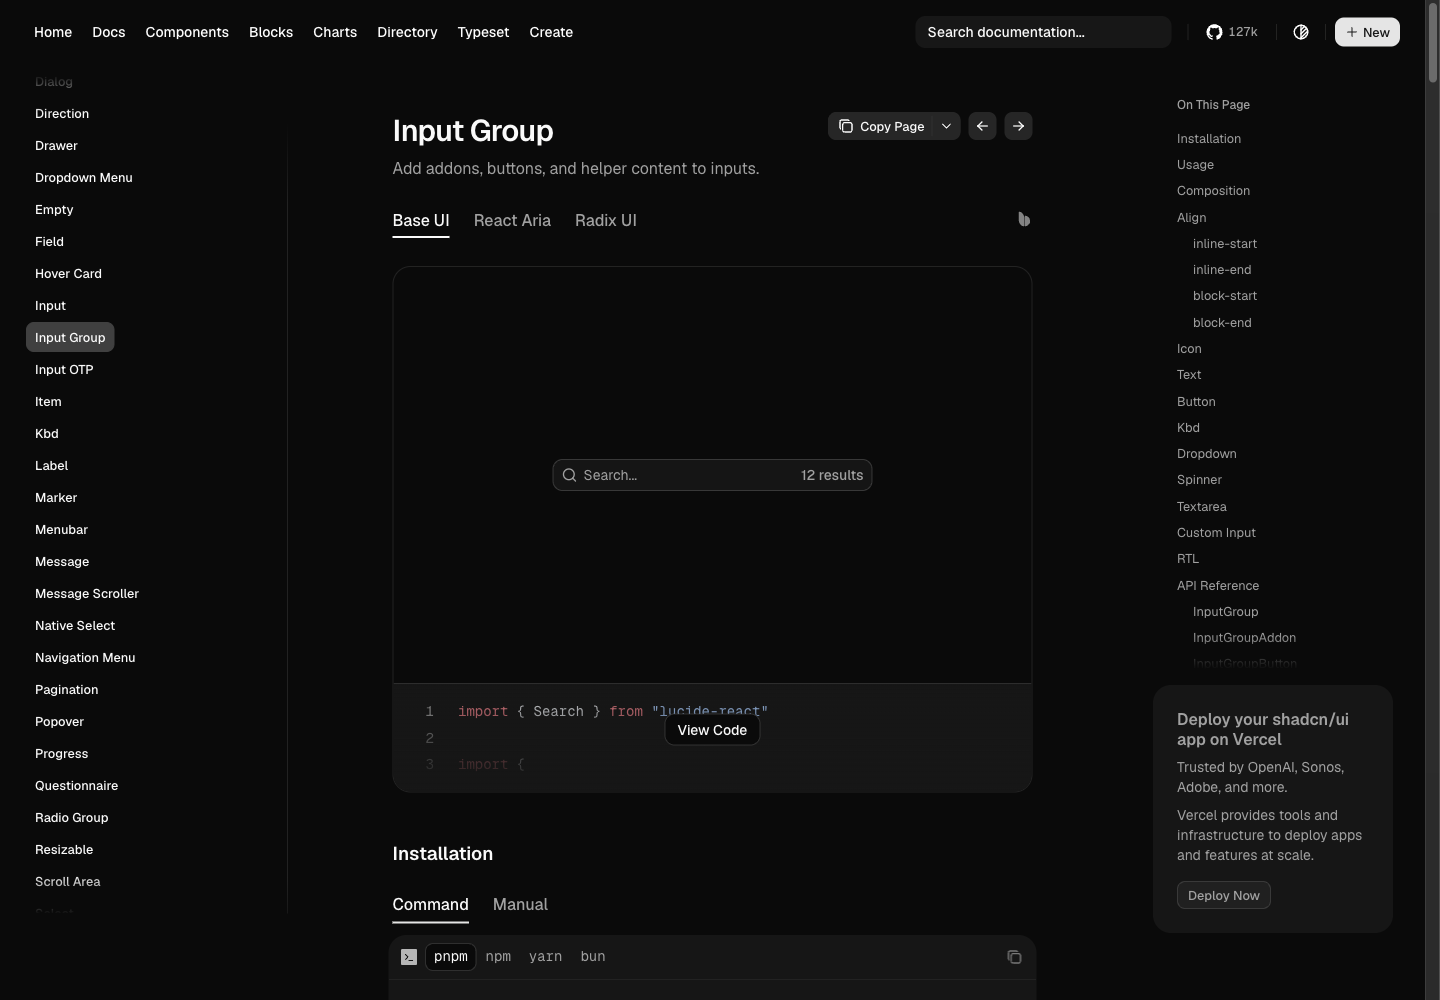 Home Docs Components Blocks Charts Directory Typeset Create
Search documentation...
127k
New
Dialog
Direction
Drawer
Dropdown Menu
Empty
Field
Hover Card
Input
Input Group
Input OTP
Item
Kbd
Label
Marker
Menubar
Message
Message Scroller
Native Select
Navigation Menu
Pagination
Popover
Progress
Questionnaire
Radio Group
Resizable
Scroll Area
Select
Input Group
Copy Page
Add addons, buttons, and helper content to inputs.
Base UI React Aria Radix UI
Search... 12 results
1 import { Search } from "lucide-react"
2
View Code
3 import {
Installation
Command Manual
pnpm npm yarn bun
On This Page
Installation
Usage
Composition
Align
inline-start
inline-end
block-start
block-end
Icon
Text
Button
Kbd
Dropdown
Spinner
Textarea
Custom Input
RTL
API Reference
InputGroup
InputGroupAddon
InputGroupButton
Deploy your shadcn/ui
app on Vercel
Trusted by OpenAI, Sonos,
Adobe, and more.
Vercel provides tools and
infrastructure to deploy apps
and features at scale.
Deploy Now